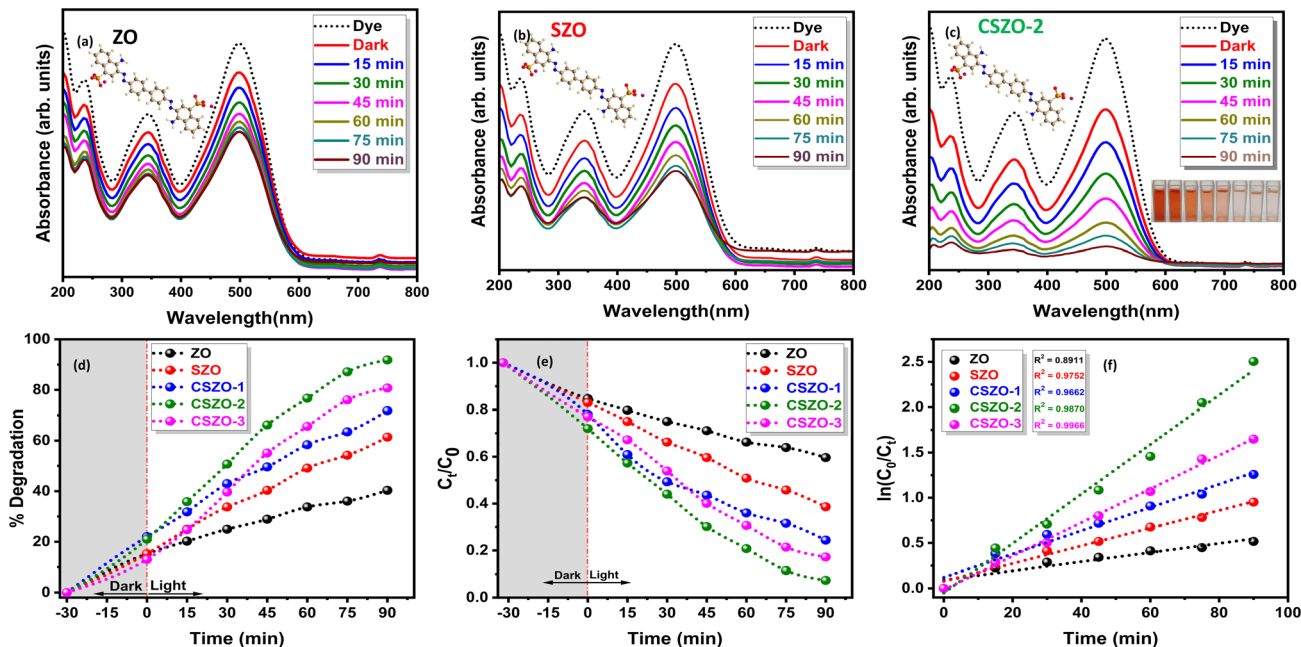 (a)
ZO
Dye
Dark
15 min
30 min
45 min
60 min
75 min
90 min
Absorbance (arb. units)
200 300 400 500 600 700 800
Wavelength(nm)
(b)
SZO
Dye
Dark
15 min
30 min
45 min
60 min
75 min
90 min
Absorbance (arb. units)
200 300 400 500 600 700 800
Wavelength(nm)
(c)
CSZO-2
Dye
Dark
15 min
30 min
45 min
60 min
75 min
90 min
Absorbance (arb. units)
200 300 400 500 600 700 800
Wavelength(nm)
(d)
ZO
SZO
CSZO-1
CSZO-2
CSZO-3
% Degradation
100
80
60
40
20
0
Dark Light
-30 -15 0 15 30 45 60 75 90
Time (min)
(e)
ZO
SZO
CSZO-1
CSZO-2
CSZO-3
Ct/C0
1.0
0.8
0.6
0.4
0.2
0.0
Dark Light
-30 -15 0 15 30 45 60 75 90
Time (min)
(f)
ZO R² = 0.8911
SZO R² = 0.9752
CSZO-1 R² = 0.9662
CSZO-2 R² = 0.9870
CSZO-3 R² = 0.9966
ln(C0/Ct)
2.5
2.0
1.5
1.0
0.5
0.0
0 20 40 60 80 100
Time (min)